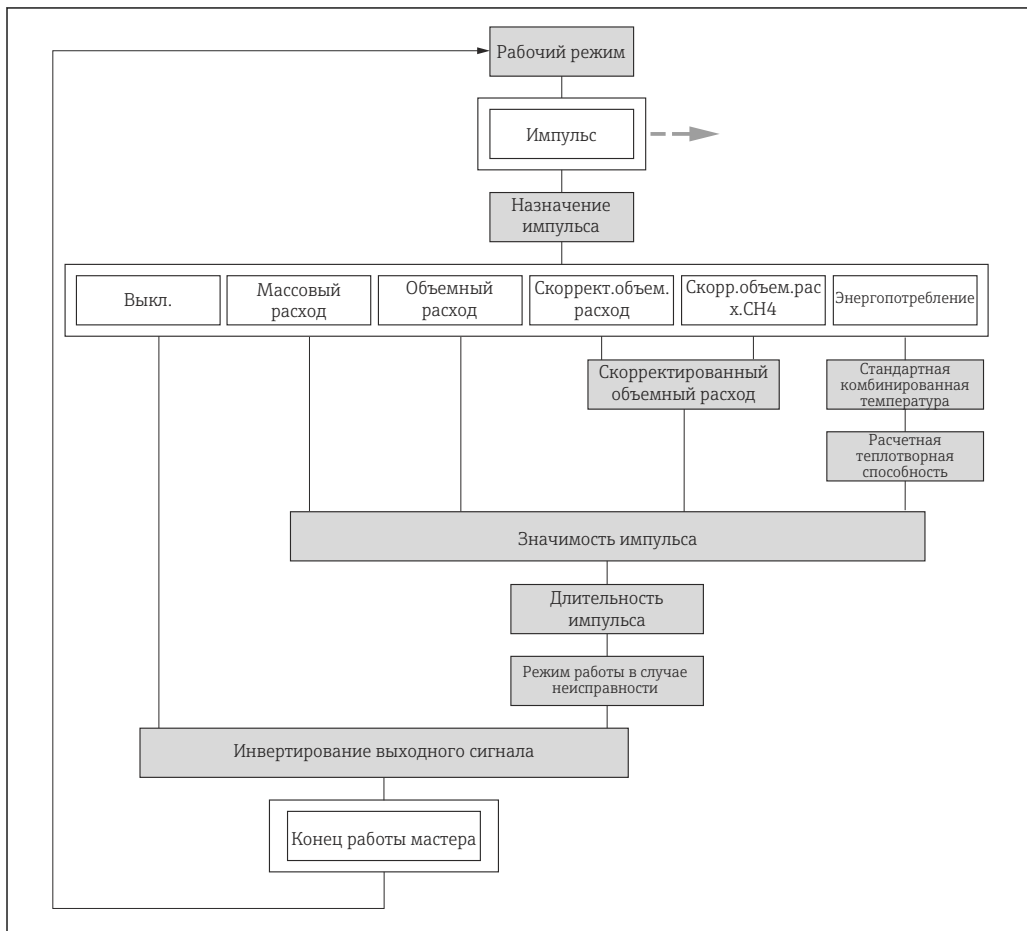 Рабочий режим
Импульс
Назначение
импульса
Выкл.
Массовый
расход
Объемный
расход
Скоррект.объем.
расход
Скорр.объем.рас
х.CH4
Энергопотребление
Скорректированный
объемный расход
Стандартная
комбинированная
температура
Расчетная
теплотворная
способность
Значимость импульса
Длительность
импульса
Режим работы в случае
неисправности
Инвертирование выходного сигнала
Конец работы мастера